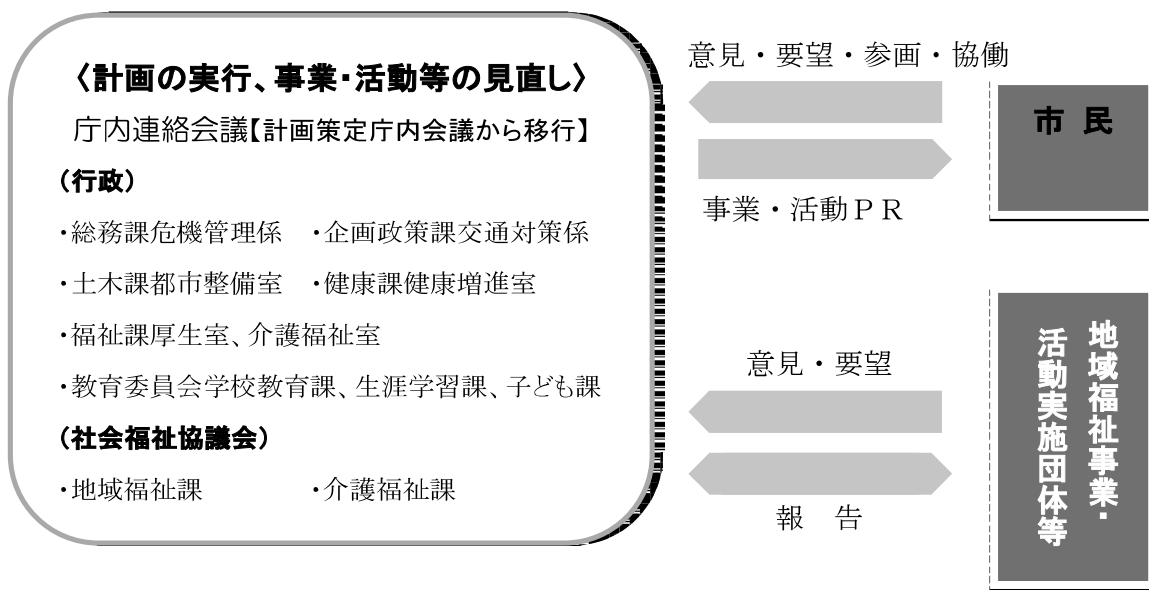 〈計画の実行、事業・活動等の見直し〉
庁内連絡会議【計画策定庁内会議から移行】
（行政）
・総務課危機管理係　・企画政策課交通対策係
・土木課都市整備室　・健康課健康増進室
・福祉課厚生室、介護福祉室
・教育委員会学校教育課、生涯学習課、子ども課
（社会福祉協議会）
・地域福祉課　・介護福祉課
意見・要望・参画・協働
事業・活動ＰＲ
市 民
意見・要望
報　告
地域福祉事業・
活動実施団体等